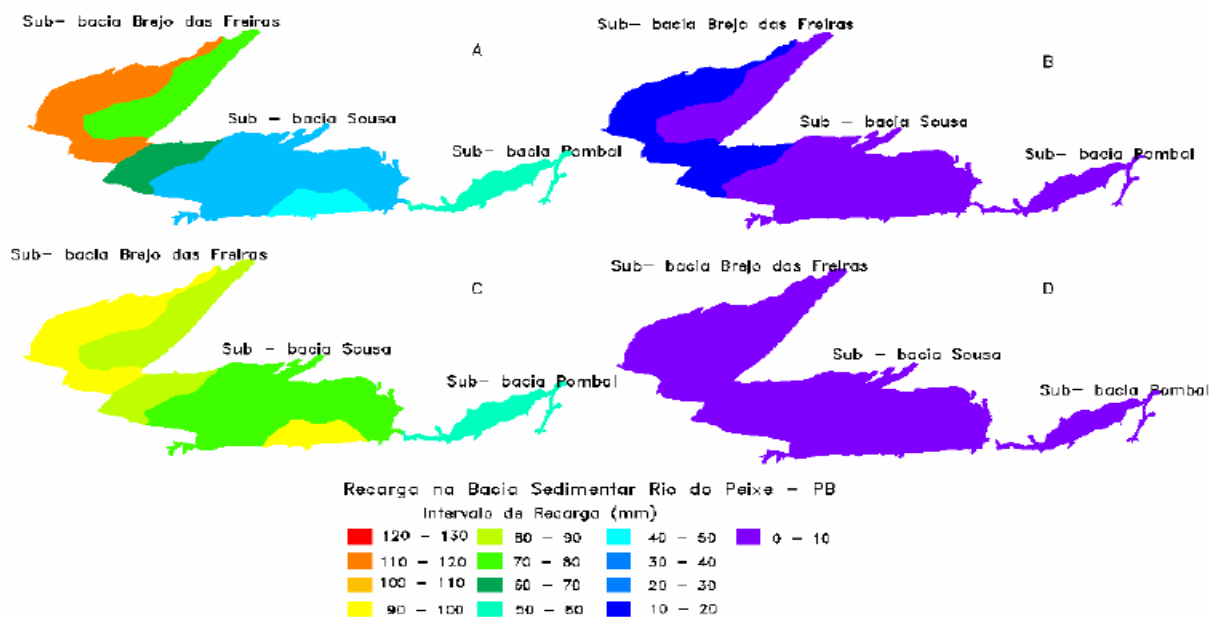 Sub- bacia Brejo das Freiras
A
Sub - bacia Sousa
Sub- bacia Pombal
Sub- bacia Brejo das Freiras
B
Sub - bacia Sousa
Sub- bacia Pombal
Sub- bacia Brejo das Freiras
C
Sub - bacia Sousa
Sub- bacia Pombal
Sub- bacia Brejo das Freiras
D
Sub - bacia Sousa
Sub- bacia Pombal
Recarga na Bacia Sedimentar Rio do Peixe - PB
Intervalo de Recarga (mm)
120 - 130 80 - 90 40 - 50 0 - 10
110 - 120 70 - 80 30 - 40
100 - 110 60 - 70 20 - 30
90 - 100 50 - 60 10 - 20